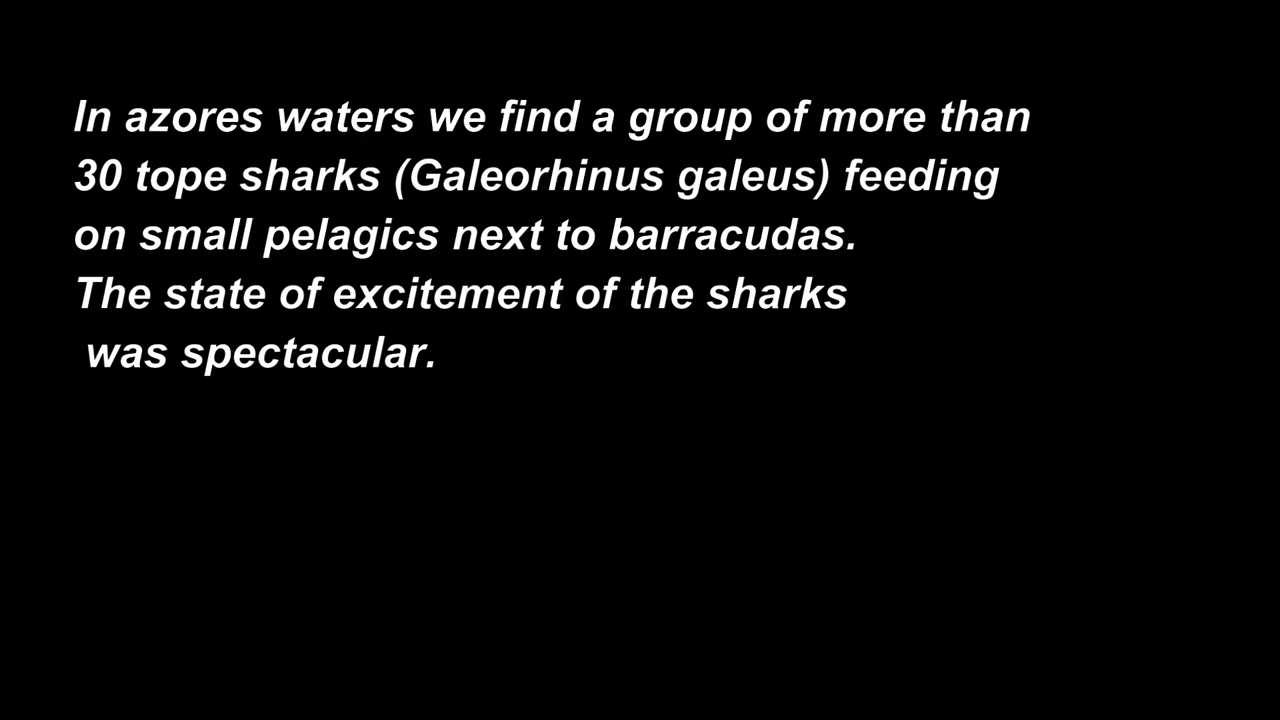 In azores waters we find a group of more than
30 tope sharks (Galeorhinus galeus) feeding
on small pelagics next to barracudas.
The state of excitement of the sharks
was spectacular.